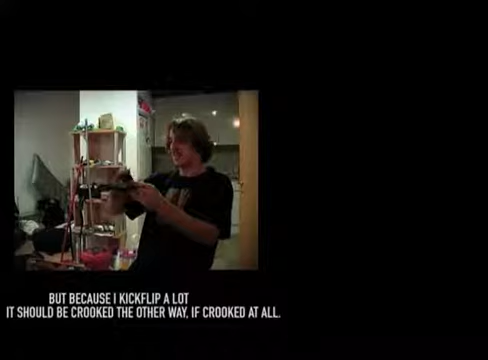 BUT BECAUSE I KICKFLIP A LOT
IT SHOULD BE CROOKED THE OTHER WAY, IF CROOKED AT ALL.